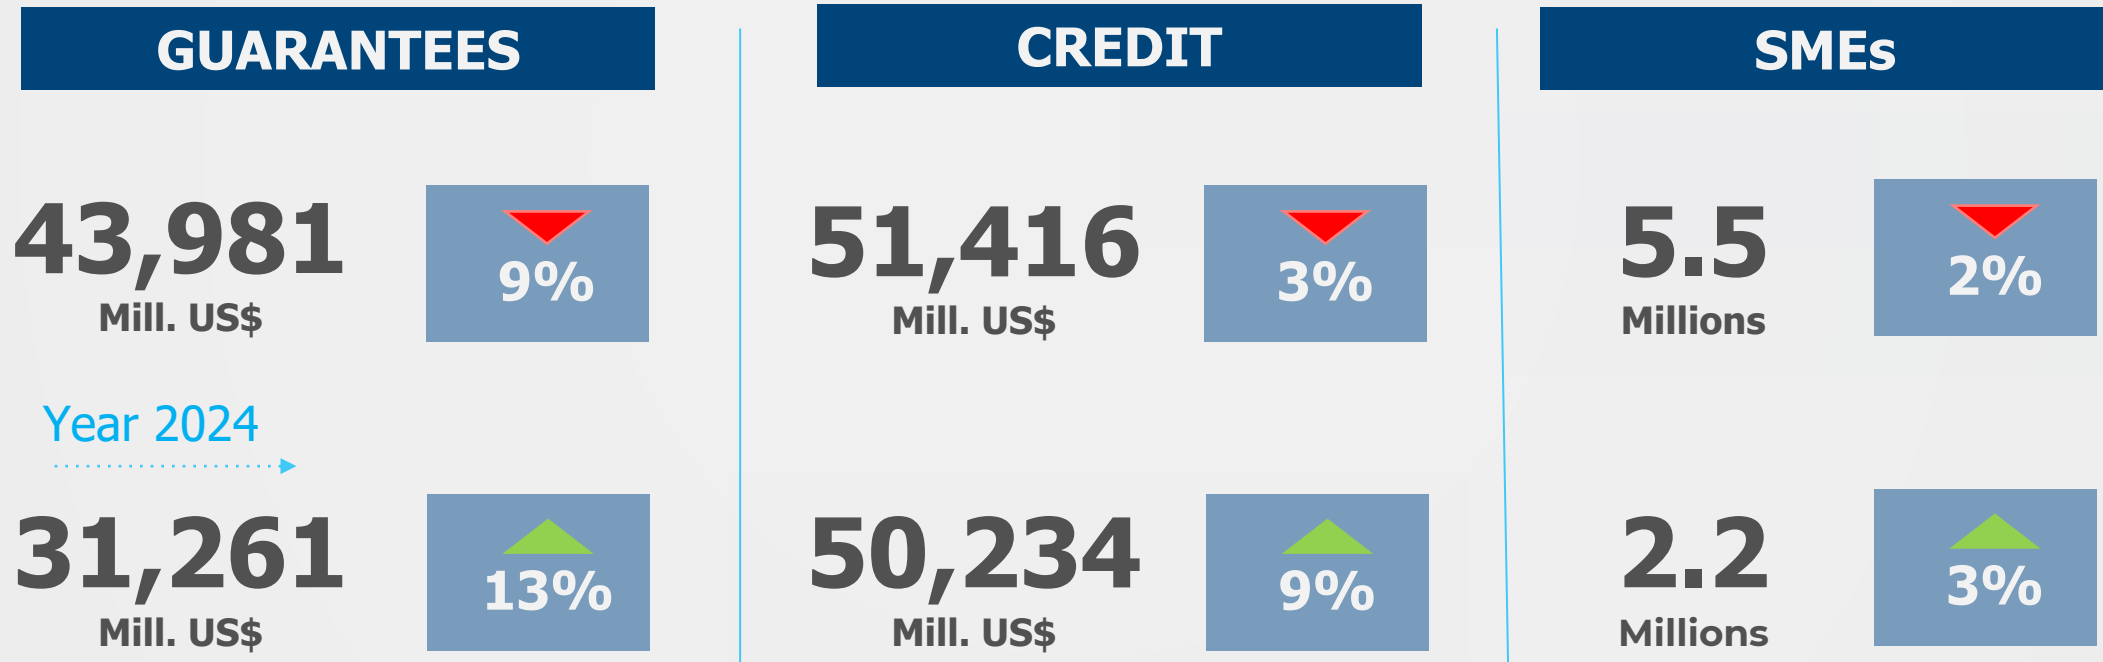 GUARANTEES
CREDIT
SMEs
43,981
Mill. US$
9%
51,416
Mill. US$
3%
5.5
Millions
2%
Year 2024
31,261
Mill. US$
13%
50,234
Mill. US$
9%
2.2
Millions
3%